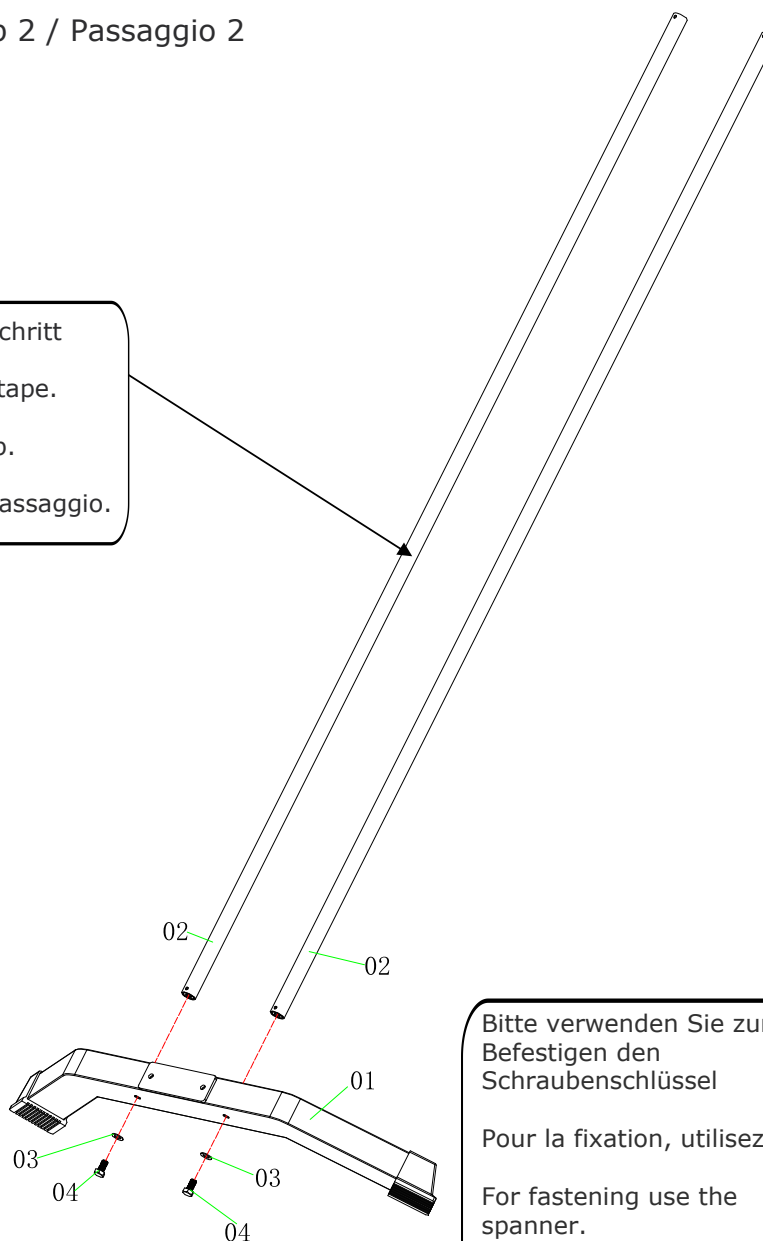 2 / Passaggio 2
chritt
tape.
assaggio.
02
02
01
03
03
04
04
Bitte verwenden Sie zur
Befestigen den
Schraubenschlüssel
Pour la fixation, utilisez
For fastening use the
spanner.